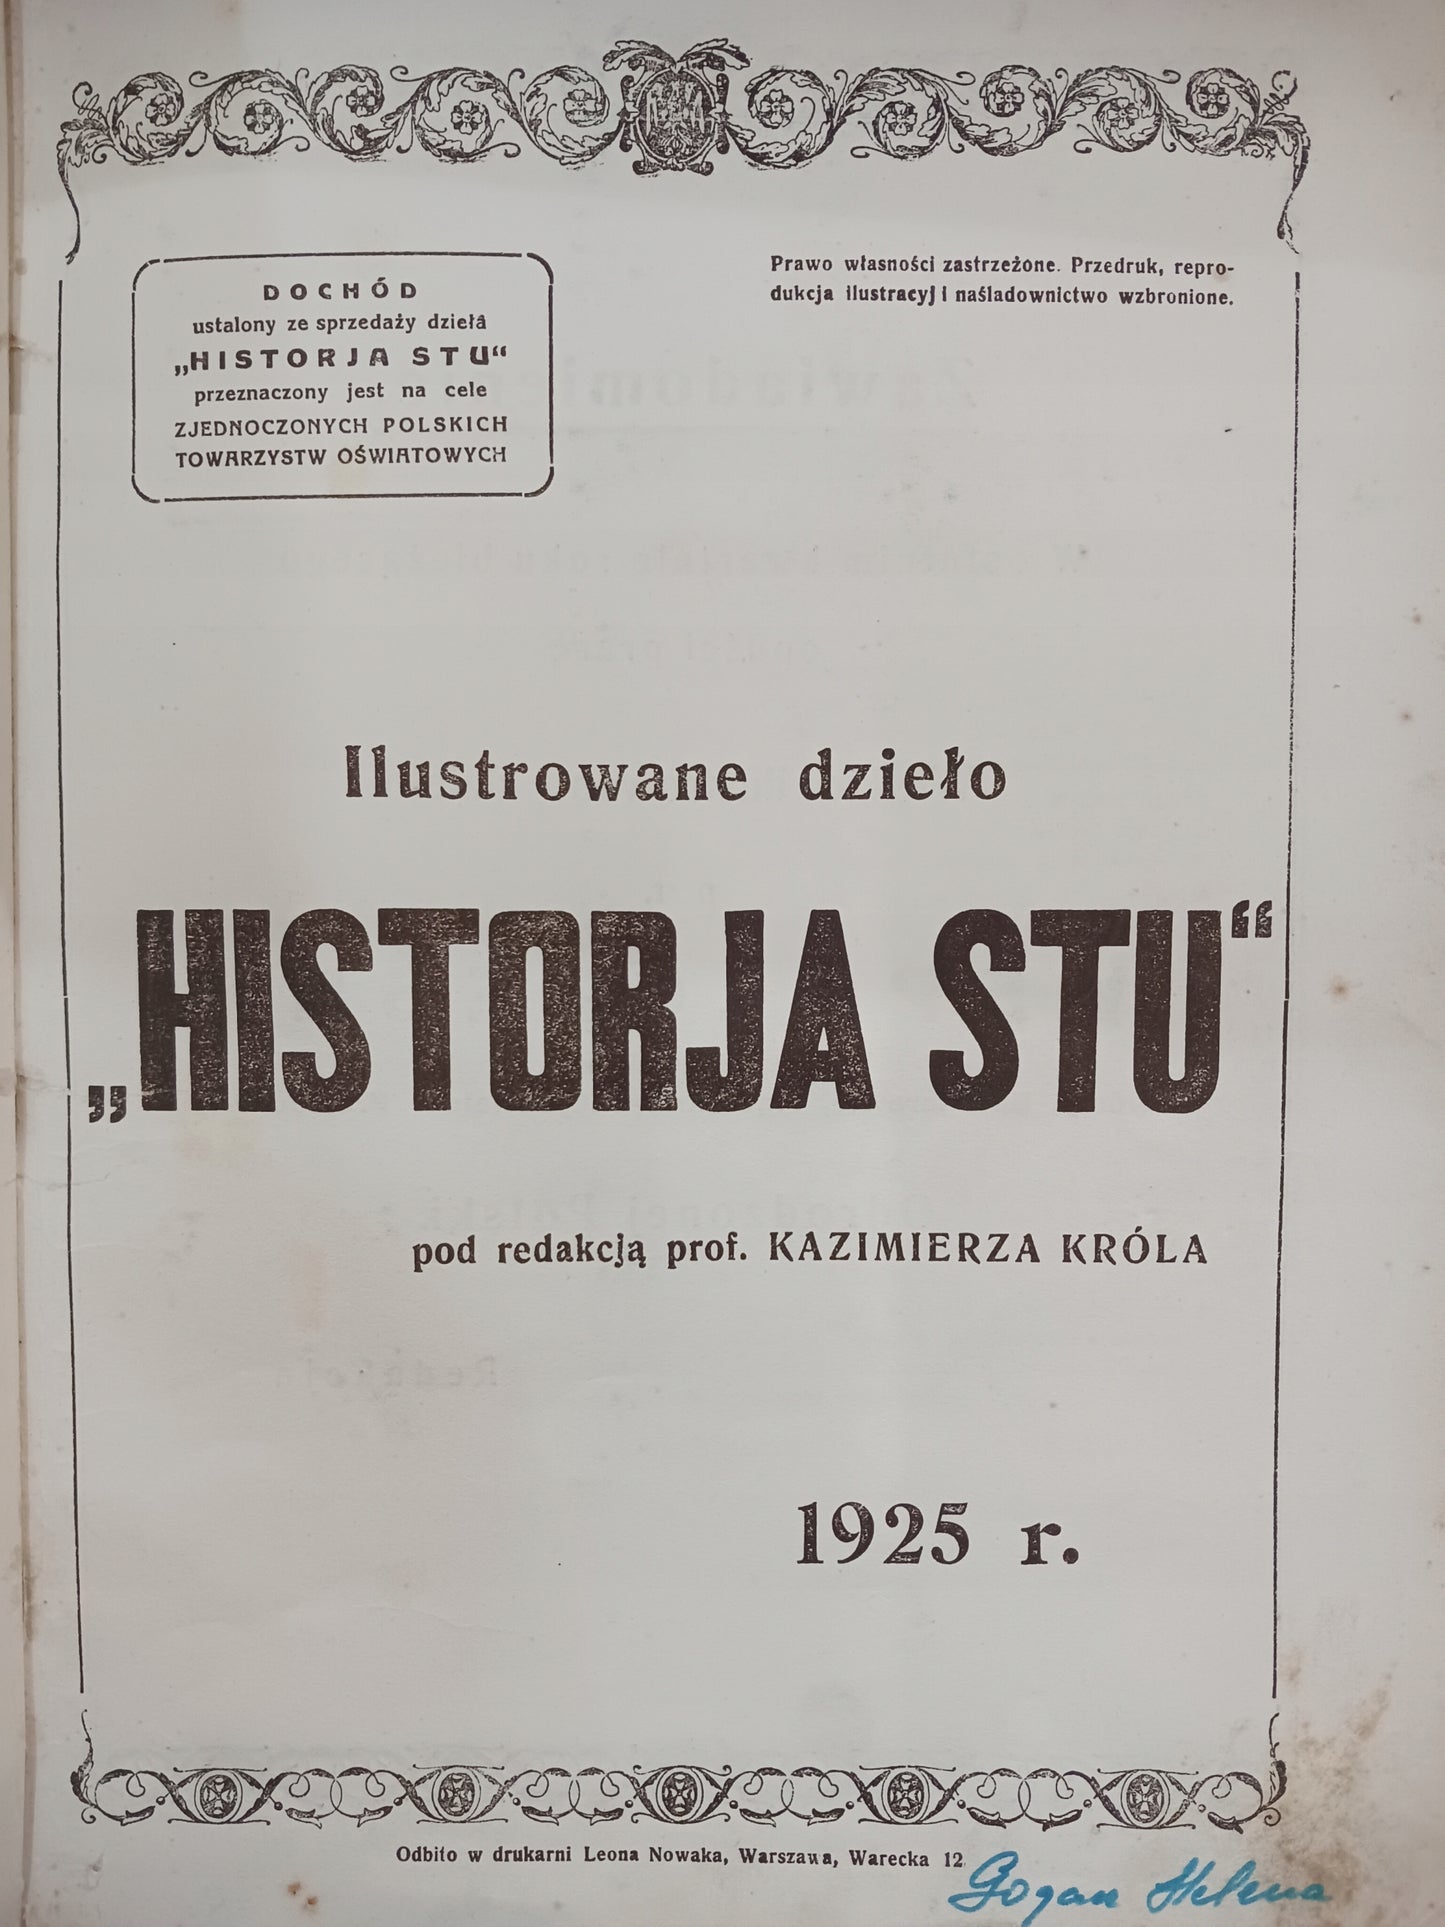 DOCHÓD
ustalony ze sprzedaży dzieła
„HISTORJA STU“
przeznaczony jest na cele
ZJEDNOCZONYCH POLSKICH
TOWARZYSTW OŚWIATOWYCH
Prawo własności zastrzeżone. Przedruk, repro-
dukcja ilustracyj i naśladownictwo wzbronione.
Ilustrowane dzieło
„HISTORJA STU“
pod redakcją prof. KAZIMIERZA KRÓLA
1925 r.
Odbito w drukarni Leona Nowaka, Warszawa, Warecka 12
Gogan Helena